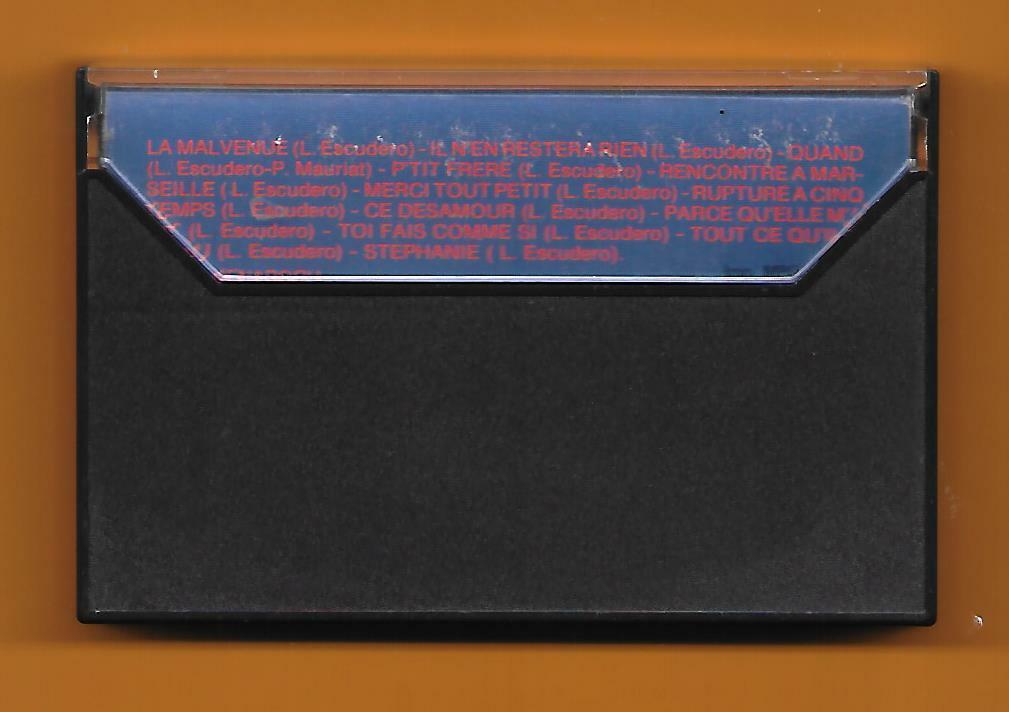 LA MALVENUE (L. Escudero) - IL N'EN RESTERA RIEN (L. Escudero) - QUAND
(L. Escudero-P. Mauriat) - P'TIT FRERE (L. Escudero) - RENCONTRE A MAR-
SEILLE ( L. Escudero) - MERCI TOUT PETIT (L. Escudero) - RUPTURE A CINQ
TEMPS (L. Escudero) - CE DESAMOUR (L. Escudero) - PARCE QU'ELLE M'
(L. Escudero) - TOI FAIS COMME SI (L. Escudero) - TOUT CE QU'
(L. Escudero) - STEPHANIE ( L. Escudero).